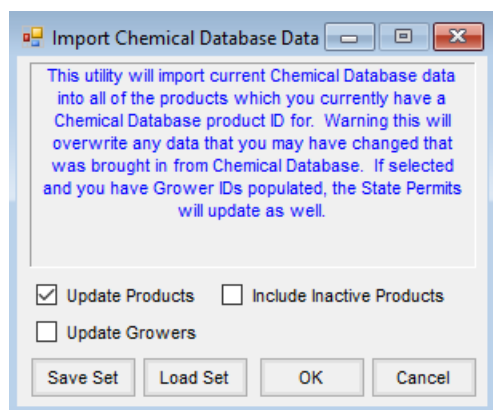 Import Chemical Database Data
This utility will import current Chemical Database data
into all of the products which you currently have a
Chemical Database product ID for.  Warning this will
overwrite any data that you may have changed that
was brought in from Chemical Database.  If selected
and you have Grower IDs populated, the State Permits
will update as well.
Update Products Include Inactive Products
Update Growers
Save Set Load Set OK Cancel